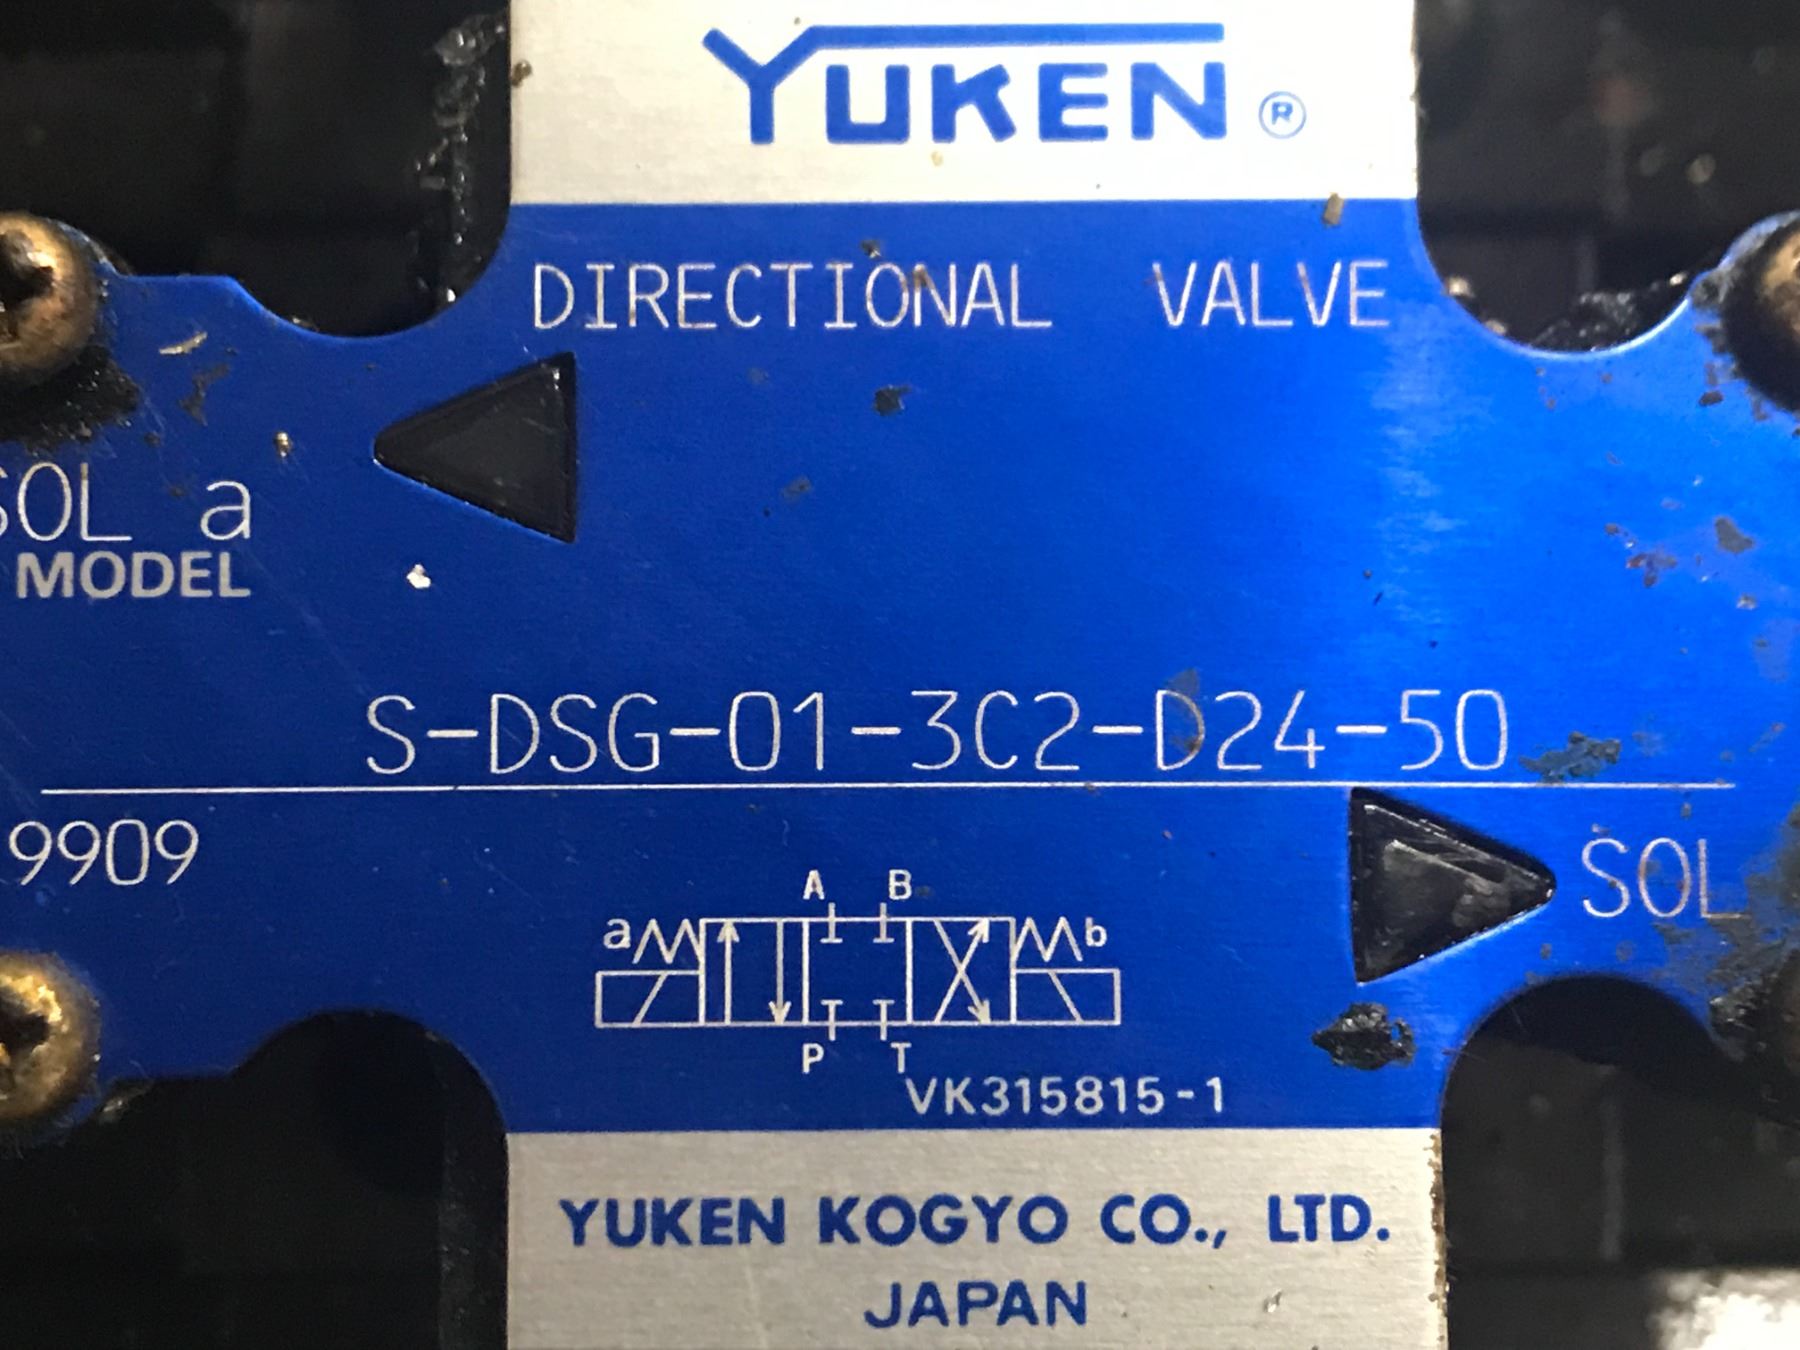 YUKEN ®
DIRECTIONAL VALVE
SOL a
MODEL
S-DSG-01-3C2-D24-50
9909
SOL
A B
a b
P T
VK315815-1
YUKEN KOGYO CO., LTD.
JAPAN